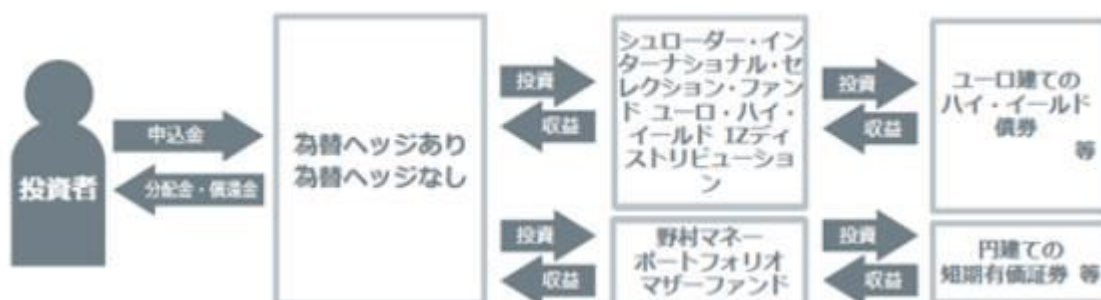 投資者
申込金
分配金・償還金
為替ヘッジあり
為替ヘッジなし
投資
収益
シュローダー・イン
ターナショナル・セ
レクション・ファン
ド ユーロ・ハイ・
イールド IZディ
ストリビューショ
ン
投資
収益
ユーロ建ての
ハイ・イールド
債券
等
投資
収益
野村マネー
ポートフォリオ
マザーファンド
投資
収益
円建ての
短期有価証券 等